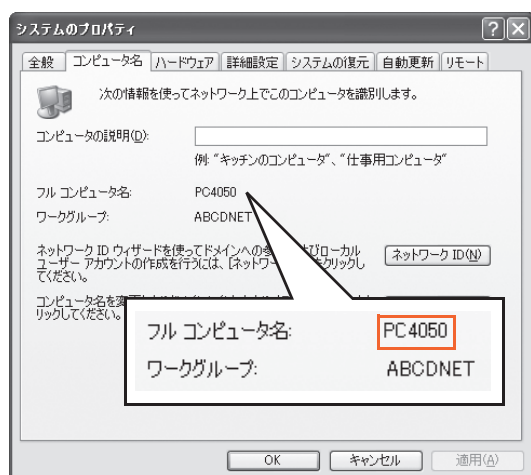 システムのプロパティ
全般 コンピュータ名 ハードウェア 詳細設定 システムの復元 自動更新 リモート
次の情報を使ってネットワーク上でこのコンピュータを識別します。
コンピュータの説明(D):
例: "キッチンのコンピュータ"、"仕事用コンピュータ"
フル コンピュータ名: PC4050
ワークグループ: ABCDNET
ネットワーク ID ウィザードを使ってドメインへの
びローカル
ユーザー アカウントの作成を行うには、[ネットワー
クリックし
てください。
ネットワーク ID(N)
コンピュータ名を変
リックしてください。
フル コンピュータ名: PC4050
ワークグループ: ABCDNET
OK キャンセル 適用(A)